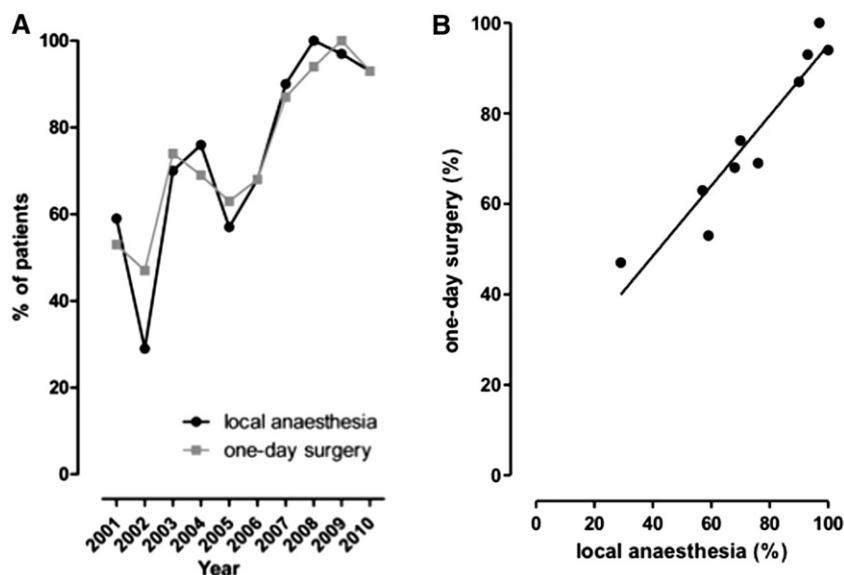 A
100
80
60
40
20
0
% of patients
local anaesthesia
one-day surgery
2001 2002 2003 2004 2005 2006 2007 2008 2009 2010
Year
B
100
80
60
40
20
0
one-day surgery (%)
0 20 40 60 80 100
local anaesthesia (%)